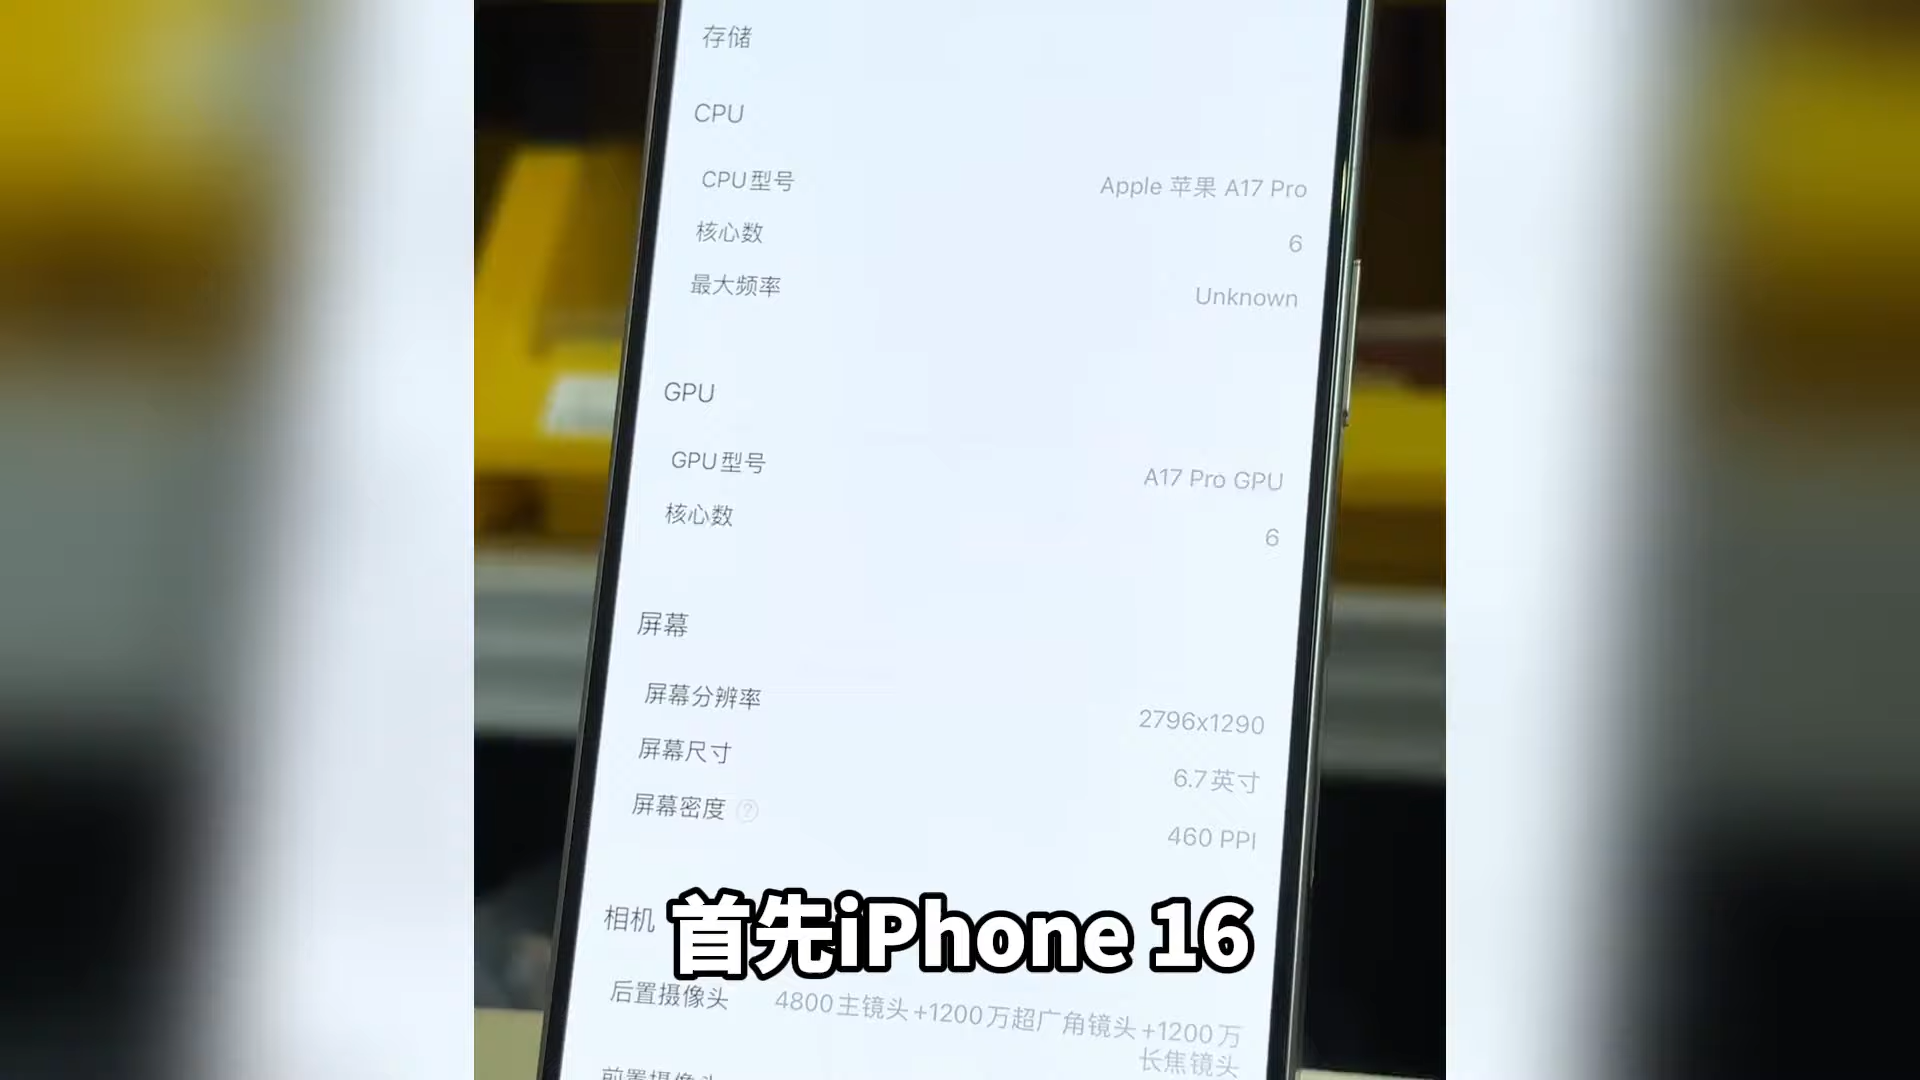 存储
CPU
CPU型号 Apple 苹果 A17 Pro
核心数 6
最大频率 Unknown
GPU
GPU型号 A17 Pro GPU
核心数 6
屏幕
屏幕分辨率 2796x1290
屏幕尺寸 6.7英寸
屏幕密度 ? 460 PPI
相机
首先iPhone 16
后置摄像头 4800主镜头+1200万超广角镜头+1200万
长焦镜头
前置摄像头